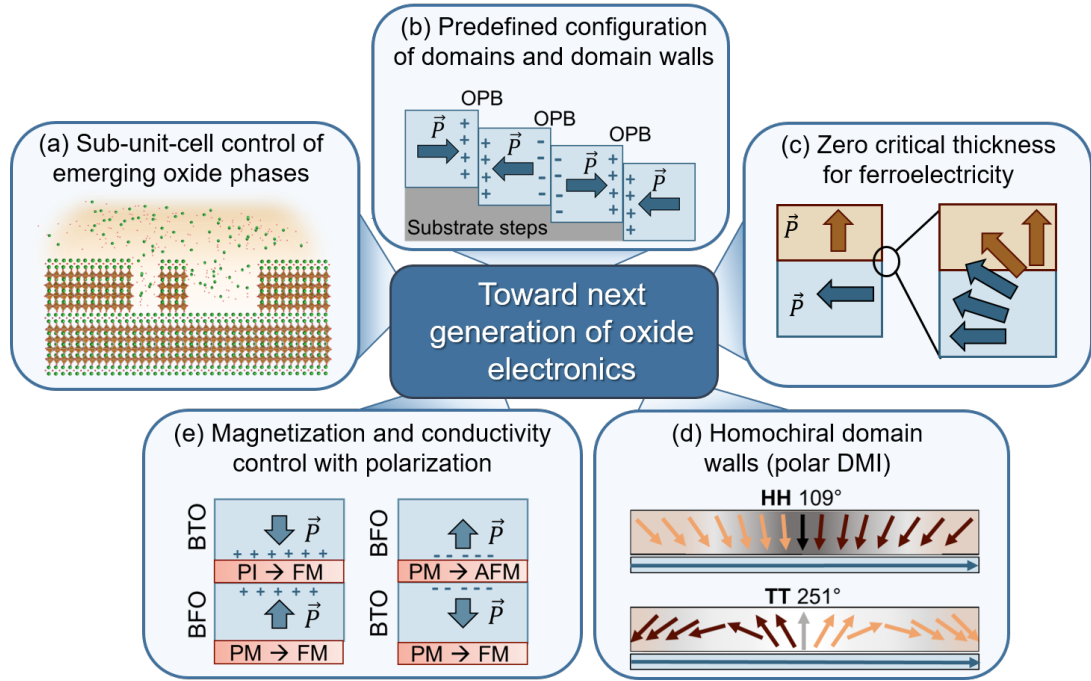 (a) Sub-unit-cell control of
emerging oxide phases
(b) Predefined configuration
of domains and domain walls
OPB
OPB
OPB
P⃗
+
+
+
+
+
+
+
+
P⃗
-
-
-
-
-
-
-
-
P⃗
+
+
+
+
+
+
+
+
P⃗
Substrate steps
(c) Zero critical thickness
for ferroelectricity
P⃗
P⃗
Toward next
generation of oxide
electronics
(e) Magnetization and conductivity
control with polarization
BTO
P⃗
+ + + + + +
PI → FM
+ + + + +
BFO
P⃗
PM → FM
BFO
P⃗
- - - - - -
PM → AFM
- - - - - -
BTO
P⃗
PM → FM
(d) Homochiral domain
walls (polar DMI)
HH 109°
TT 251°